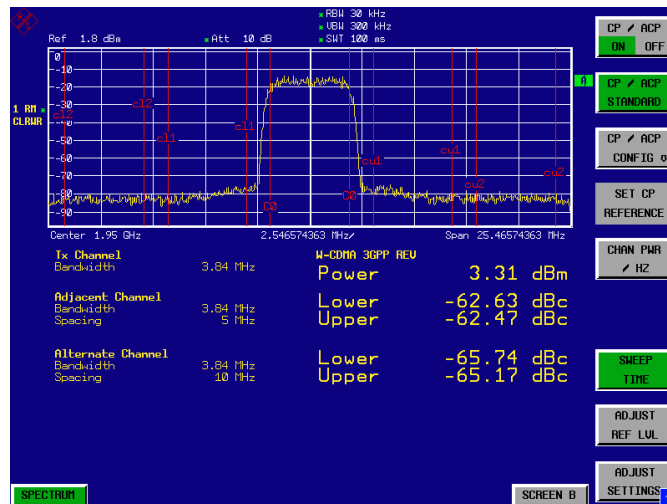 *RBW 30 kHz
*VBW 300 kHz
Ref 1.8 dBm *Att 10 dB *SWT 100 ms
0
-10
-20
-30
-40
-50
-60
-70
-80
-90
A
1 RM *
CLRWR
cl2
cl2
cl1
cl1
C0
C0
cu1
cu1
cu2
cu2
Center 1.95 GHz 2.546574363 MHz/ Span 25.46574363 MHz
Tx Channel W-CDMA 3GPP REV
Bandwidth 3.84 MHz Power 3.31 dBm
Adjacent Channel
Bandwidth 3.84 MHz Lower -62.63 dBc
Spacing 5 MHz Upper -62.47 dBc
Alternate Channel
Bandwidth 3.84 MHz Lower -65.74 dBc
Spacing 10 MHz Upper -65.17 dBc
CP / ACP
ON OFF
CP / ACP
STANDARD
CP / ACP
CONFIG
SET CP
REFERENCE
CHAN PWR
/ HZ
SWEEP
TIME
ADJUST
REF LVL
ADJUST
SETTINGS
SPECTRUM SCREEN B